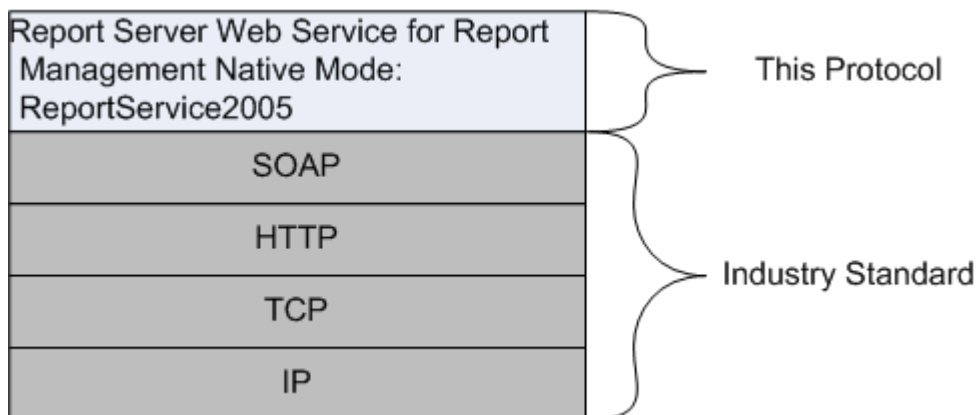 Report Server Web Service for Report
Management Native Mode:
ReportService2005
This Protocol
SOAP
HTTP
TCP
IP
Industry Standard